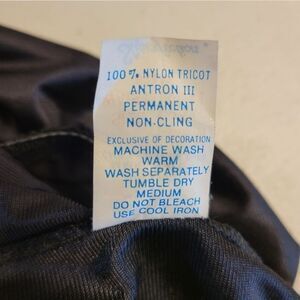 100% NYLON TRICOT
ANTRON III
PERMANENT
NON-CLING
EXCLUSIVE OF DECORATION
MACHINE WASH
WARM
WASH SEPARATELY
TUMBLE DRY
MEDIUM
DO NOT BLEACH
USE COOL IRON